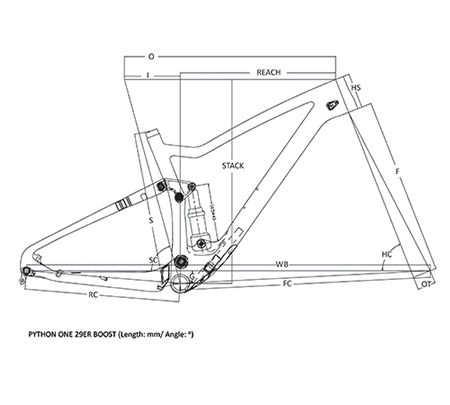 O
I
REACH
HS
STACK
F
S
SC
HC
WB
G
RC
FC
OT
PYTHON ONE 29ER BOOST (Length: mm/ Angle: °)